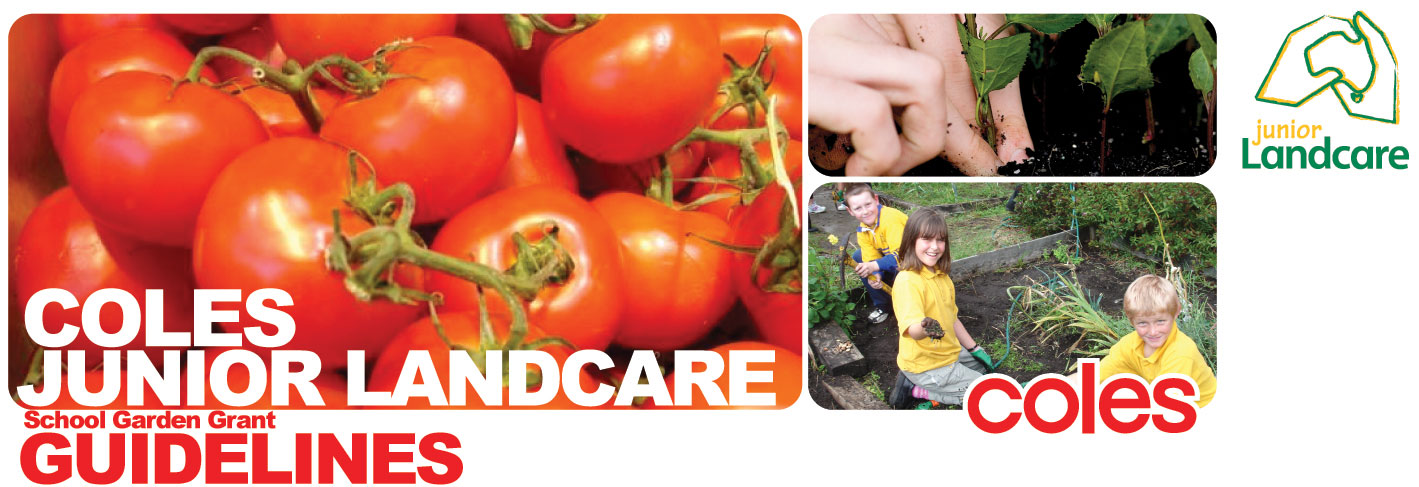 COLES
JUNIOR LANDCARE
School Garden Grant
GUIDELINES
coles
junior
Landcare